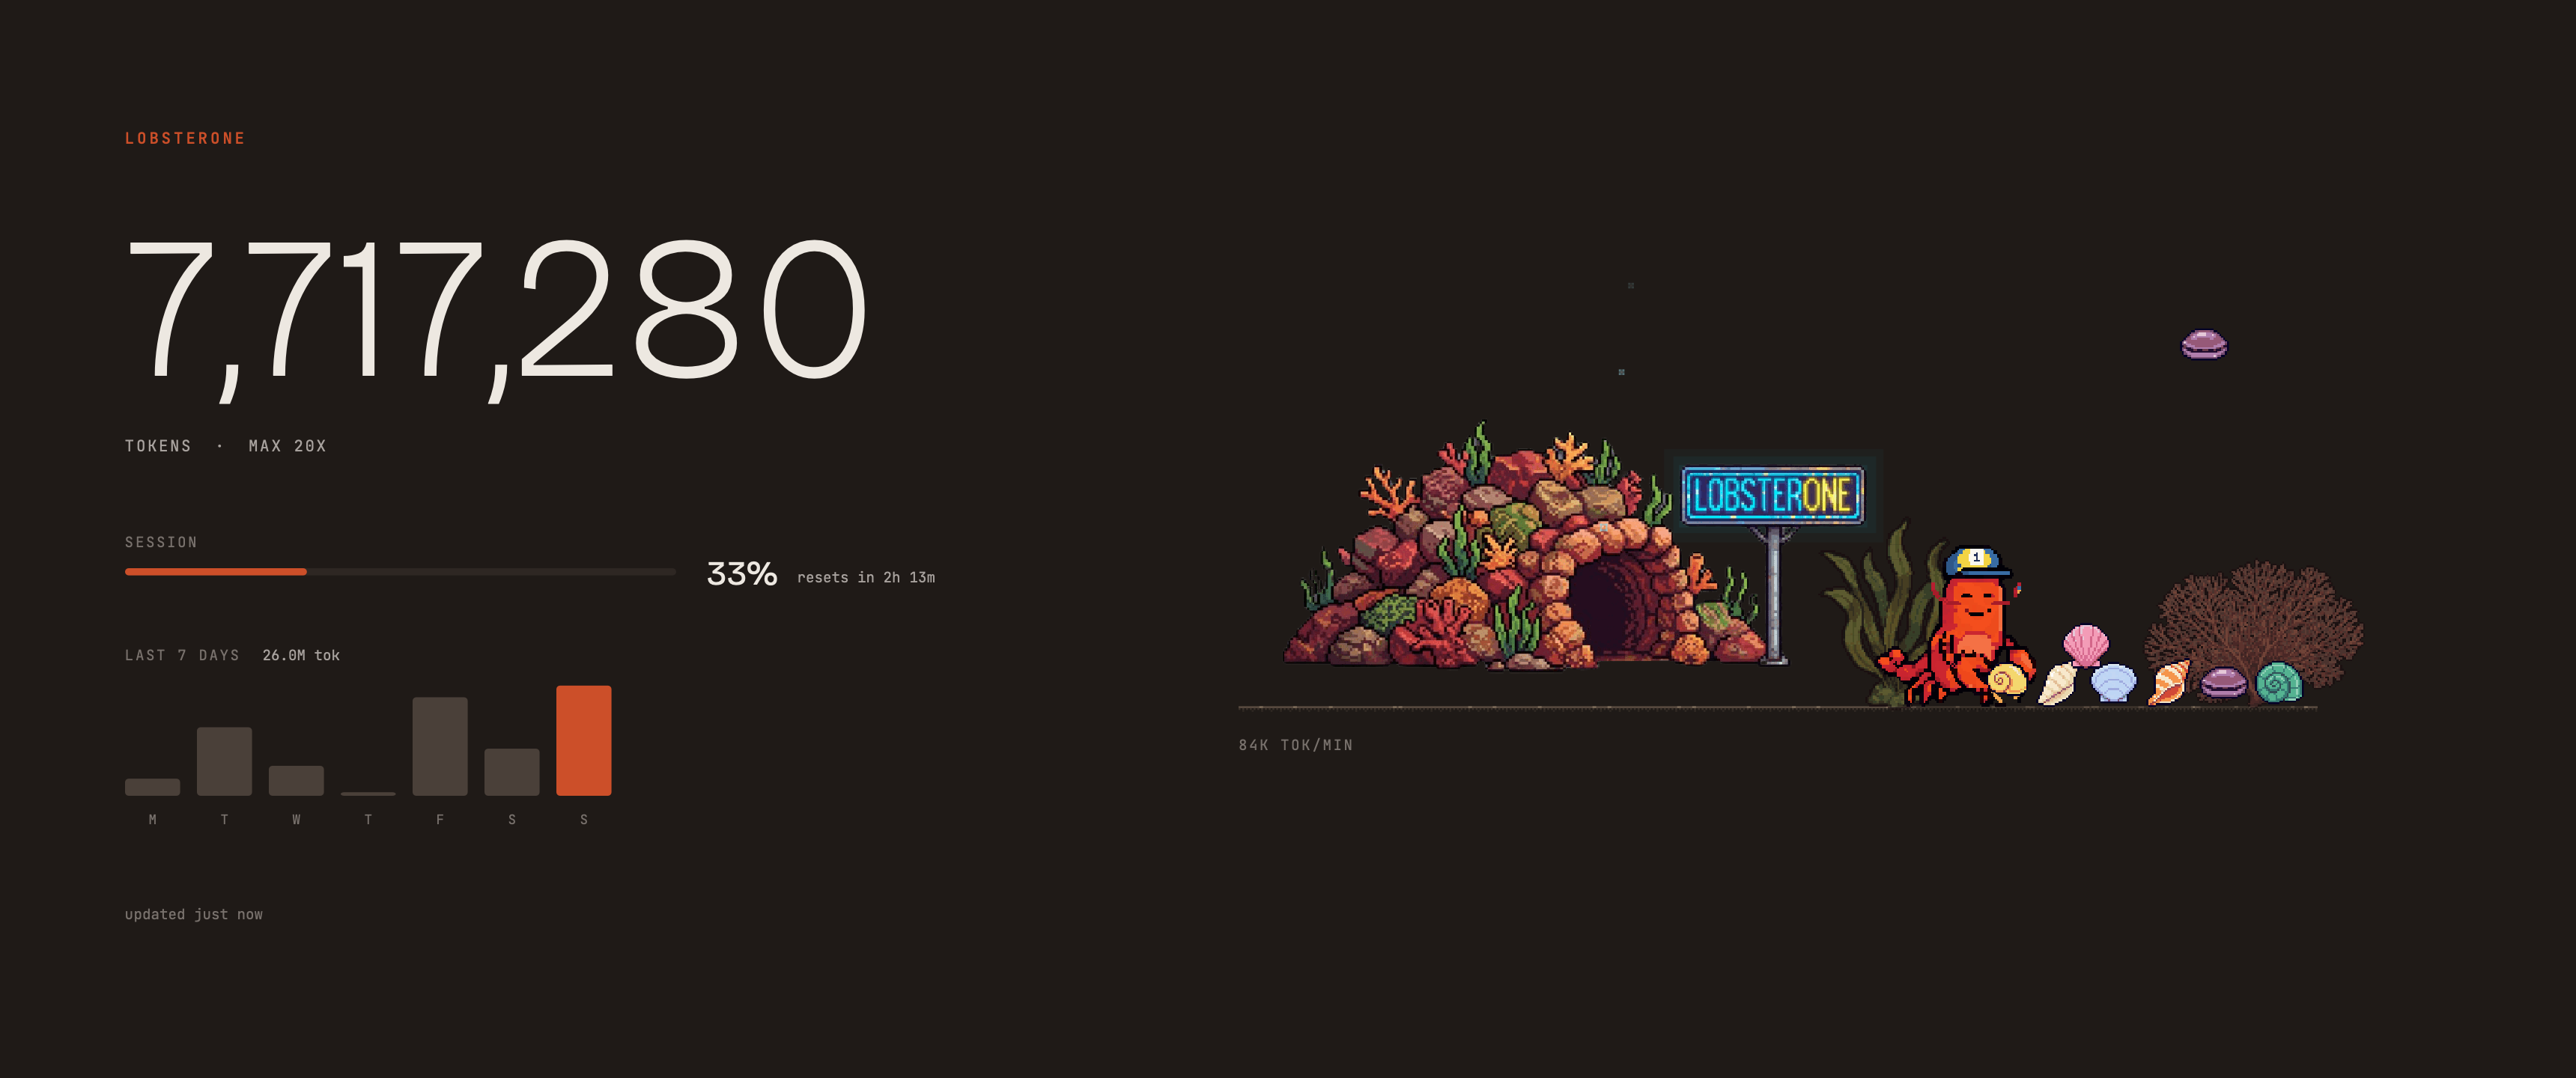 LOBSTERONE
7,717,280
TOKENS · MAX 20X
SESSION
33% resets in 2h 13m
LAST 7 DAYS 26.0M tok
M T W T F S S
updated just now
LOBSTERONE
1
84K TOK/MIN